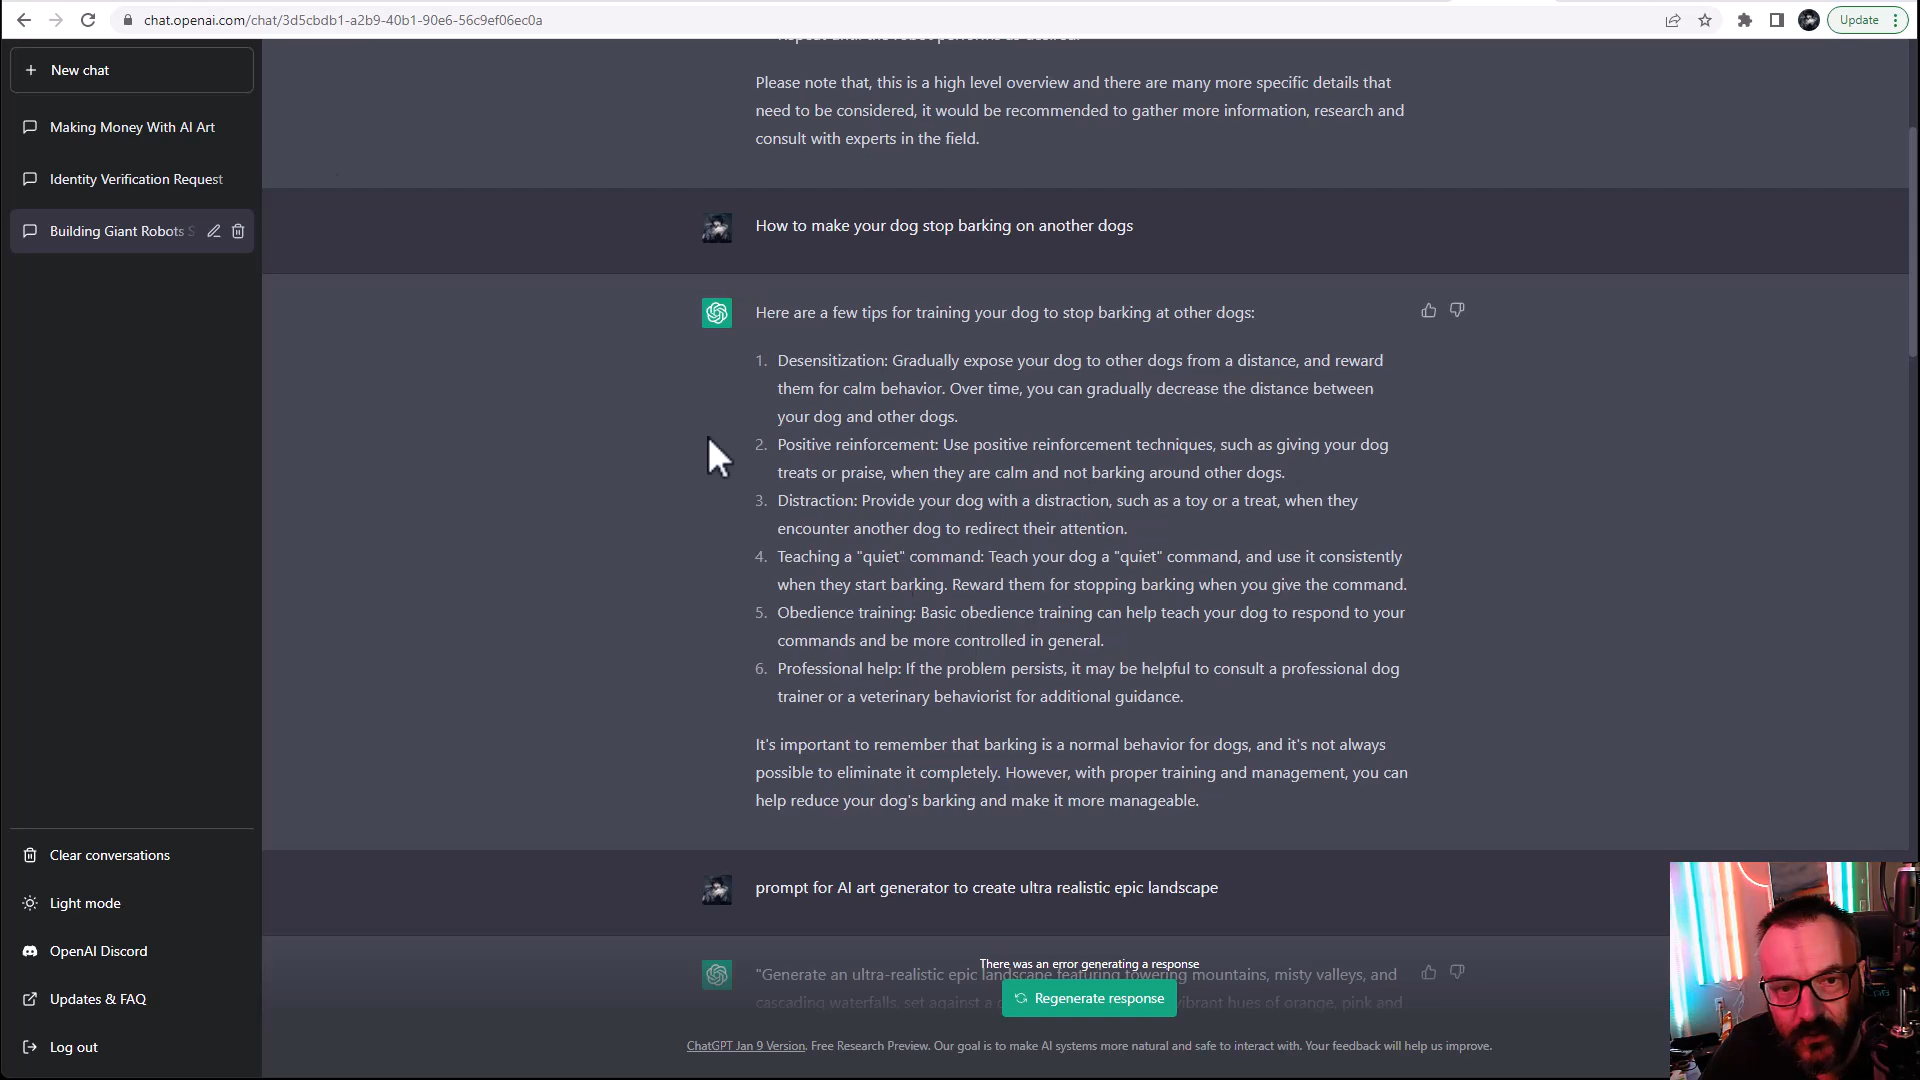 chat.openai.com/chat/3d5cbdb1-a2b9-40b1-90e6-56c9ef06ec0a
Update
New chat
Making Money With AI Art
Identity Verification Request
Building Giant Robots S
Clear conversations
Light mode
OpenAI Discord
Updates & FAQ
Log out
Repeat until the robot performs as desired.
Please note that, this is a high level overview and there are many more specific details that
need to be considered, it would be recommended to gather more information, research and
consult with experts in the field.
How to make your dog stop barking on another dogs
Here are a few tips for training your dog to stop barking at other dogs:
1. Desensitization: Gradually expose your dog to other dogs from a distance, and reward
them for calm behavior. Over time, you can gradually decrease the distance between
your dog and other dogs.
2. Positive reinforcement: Use positive reinforcement techniques, such as giving your dog
treats or praise, when they are calm and not barking around other dogs.
3. Distraction: Provide your dog with a distraction, such as a toy or a treat, when they
encounter another dog to redirect their attention.
4. Teaching a "quiet" command: Teach your dog a "quiet" command, and use it consistently
when they start barking. Reward them for stopping barking when you give the command.
5. Obedience training: Basic obedience training can help teach your dog to respond to your
commands and be more controlled in general.
6. Professional help: If the problem persists, it may be helpful to consult a professional dog
trainer or a veterinary behaviorist for additional guidance.
It's important to remember that barking is a normal behavior for dogs, and it's not always
possible to eliminate it completely. However, with proper training and management, you can
help reduce your dog's barking and make it more manageable.
prompt for AI art generator to create ultra realistic epic landscape
There was an error generating a response
"Generate an ultra-realistic epic landscape featuring towering mountains, misty valleys, and
cascading waterfalls, set against a vibrant hues of orange, pink and
Regenerate response
ChatGPT Jan 9 Version. Free Research Preview. Our goal is to make AI systems more natural and safe to interact with. Your feedback will help us improve.